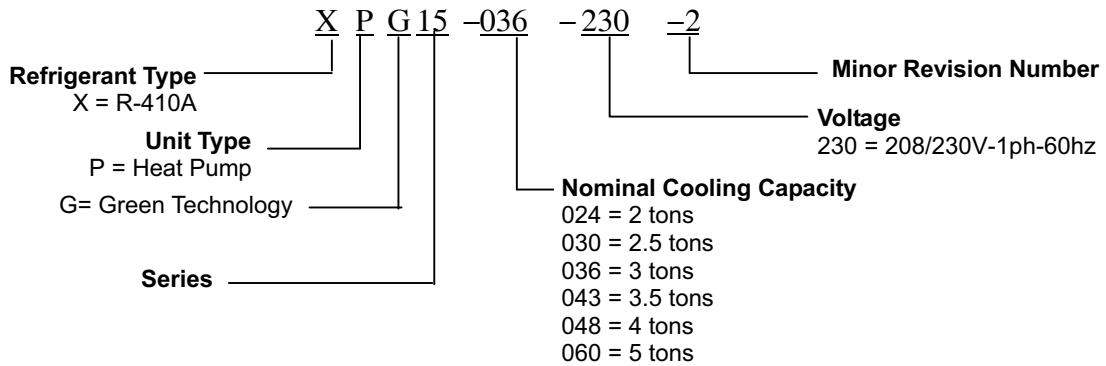 X P G 15 –036 –230 –2
Refrigerant Type
X = R-410A
Minor Revision Number
Voltage
230 = 208/230V-1ph-60hz
Unit Type
P = Heat Pump
G= Green Technology
Nominal Cooling Capacity
024 = 2 tons
030 = 2.5 tons
036 = 3 tons
043 = 3.5 tons
048 = 4 tons
060 = 5 tons
Series